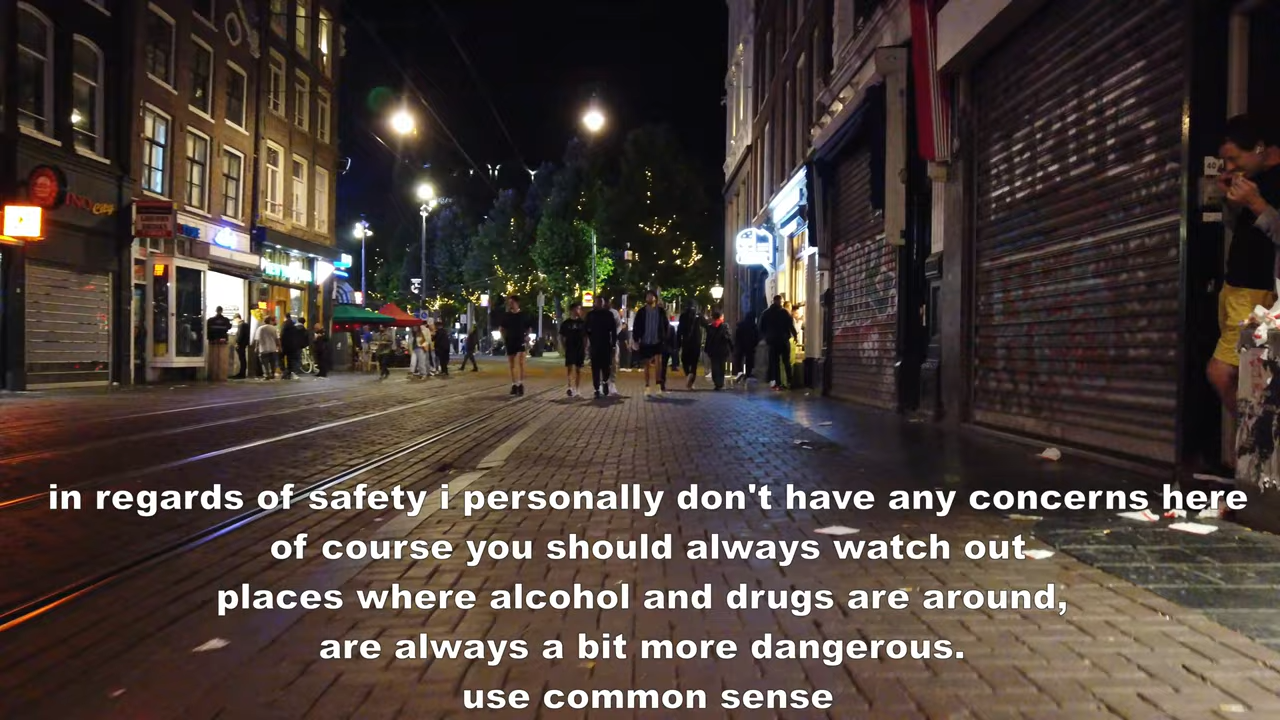 in regards of safety i personally don't have any concerns here
of course you should always watch out
places where alcohol and drugs are around,
are always a bit more dangerous.
use common sense